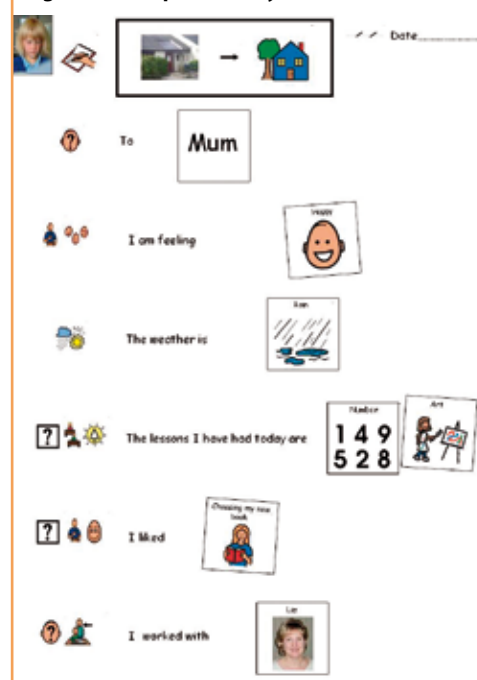 Date
To
Mum
I am feeling
Happy
The weather is
Rain
The lessons I have had today are
Number
1 4 9
5 2 8
Art
I liked
Choosing my new
book
I worked with